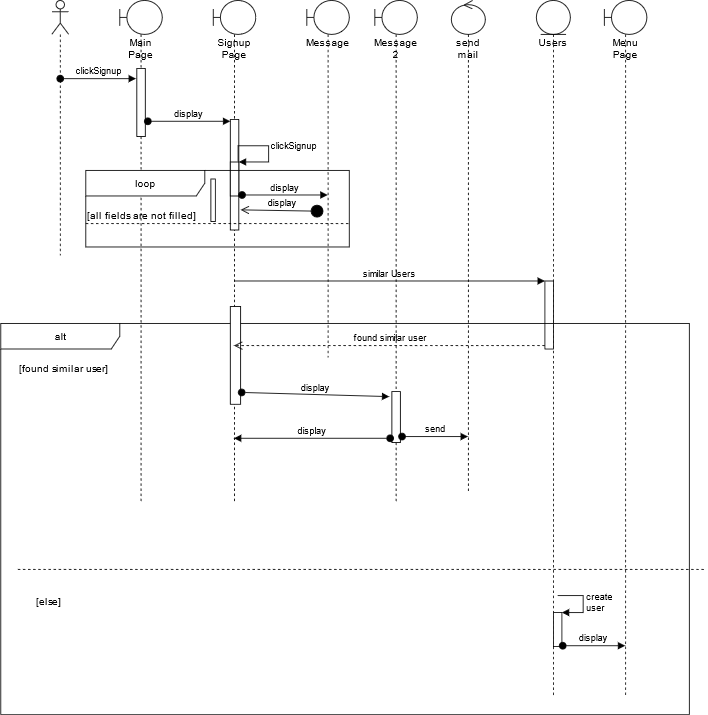 Main
Page
Signup
Page
Message
Message
2
send
mail
Users
Menu
Page
clickSignup
display
clickSignup
loop
display
display
[all fields are not filled]
similar Users
alt
found similar user
[found similar user]
display
display
send
[else]
create
user
display